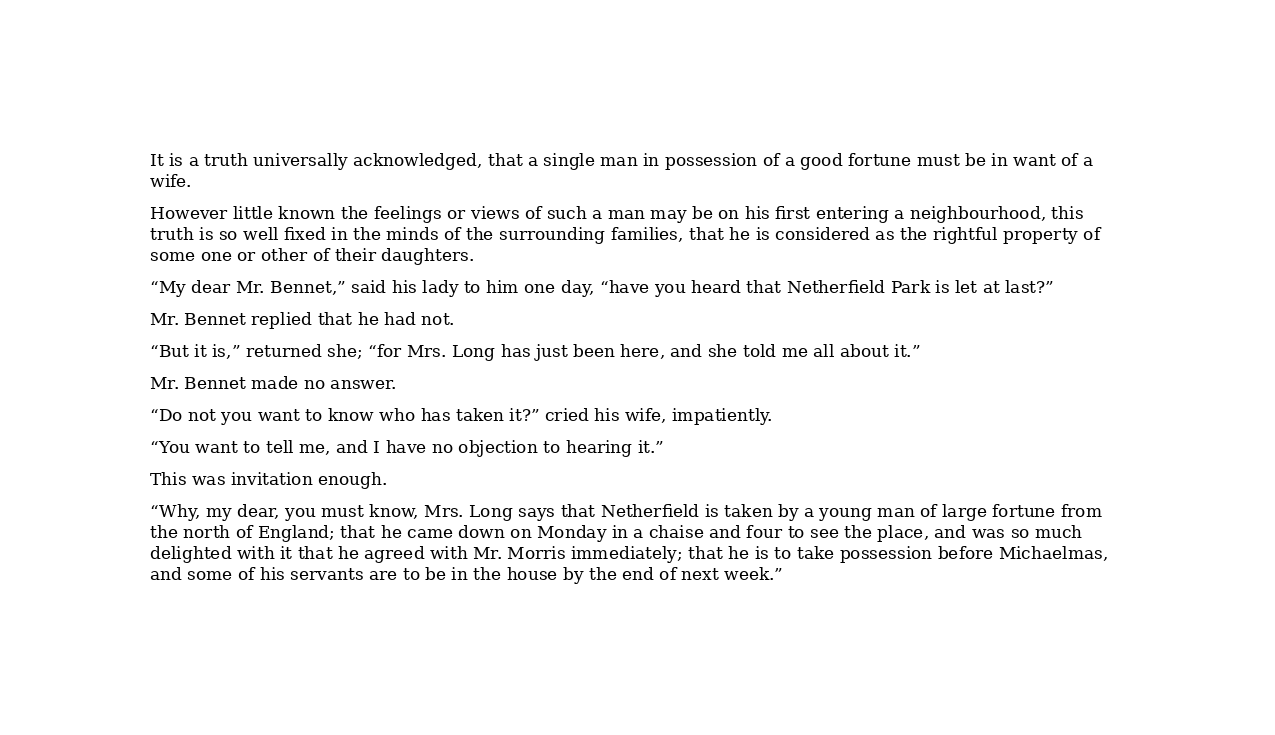 It is a truth universally acknowledged, that a single man in possession of a good fortune must be in want of a
wife.
However little known the feelings or views of such a man may be on his first entering a neighbourhood, this
truth is so well fixed in the minds of the surrounding families, that he is considered as the rightful property of
some one or other of their daughters.
“My dear Mr. Bennet,” said his lady to him one day, “have you heard that Netherfield Park is let at last?”
Mr. Bennet replied that he had not.
“But it is,” returned she; “for Mrs. Long has just been here, and she told me all about it.”
Mr. Bennet made no answer.
“Do not you want to know who has taken it?” cried his wife, impatiently.
“You want to tell me, and I have no objection to hearing it.”
This was invitation enough.
“Why, my dear, you must know, Mrs. Long says that Netherfield is taken by a young man of large fortune from
the north of England; that he came down on Monday in a chaise and four to see the place, and was so much
delighted with it that he agreed with Mr. Morris immediately; that he is to take possession before Michaelmas,
and some of his servants are to be in the house by the end of next week.”